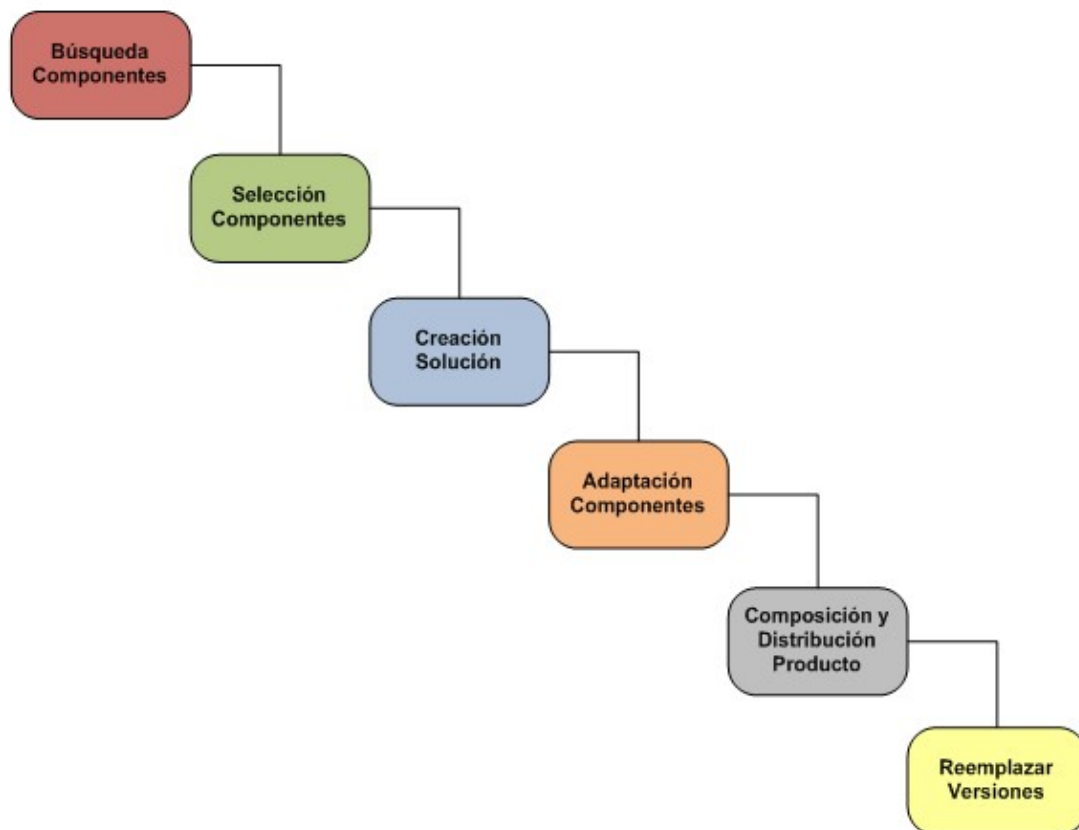 Búsqueda
Componentes
Selección
Componentes
Creación
Solución
Adaptación
Componentes
Composición y
Distribución
Producto
Reemplazar
Versiones